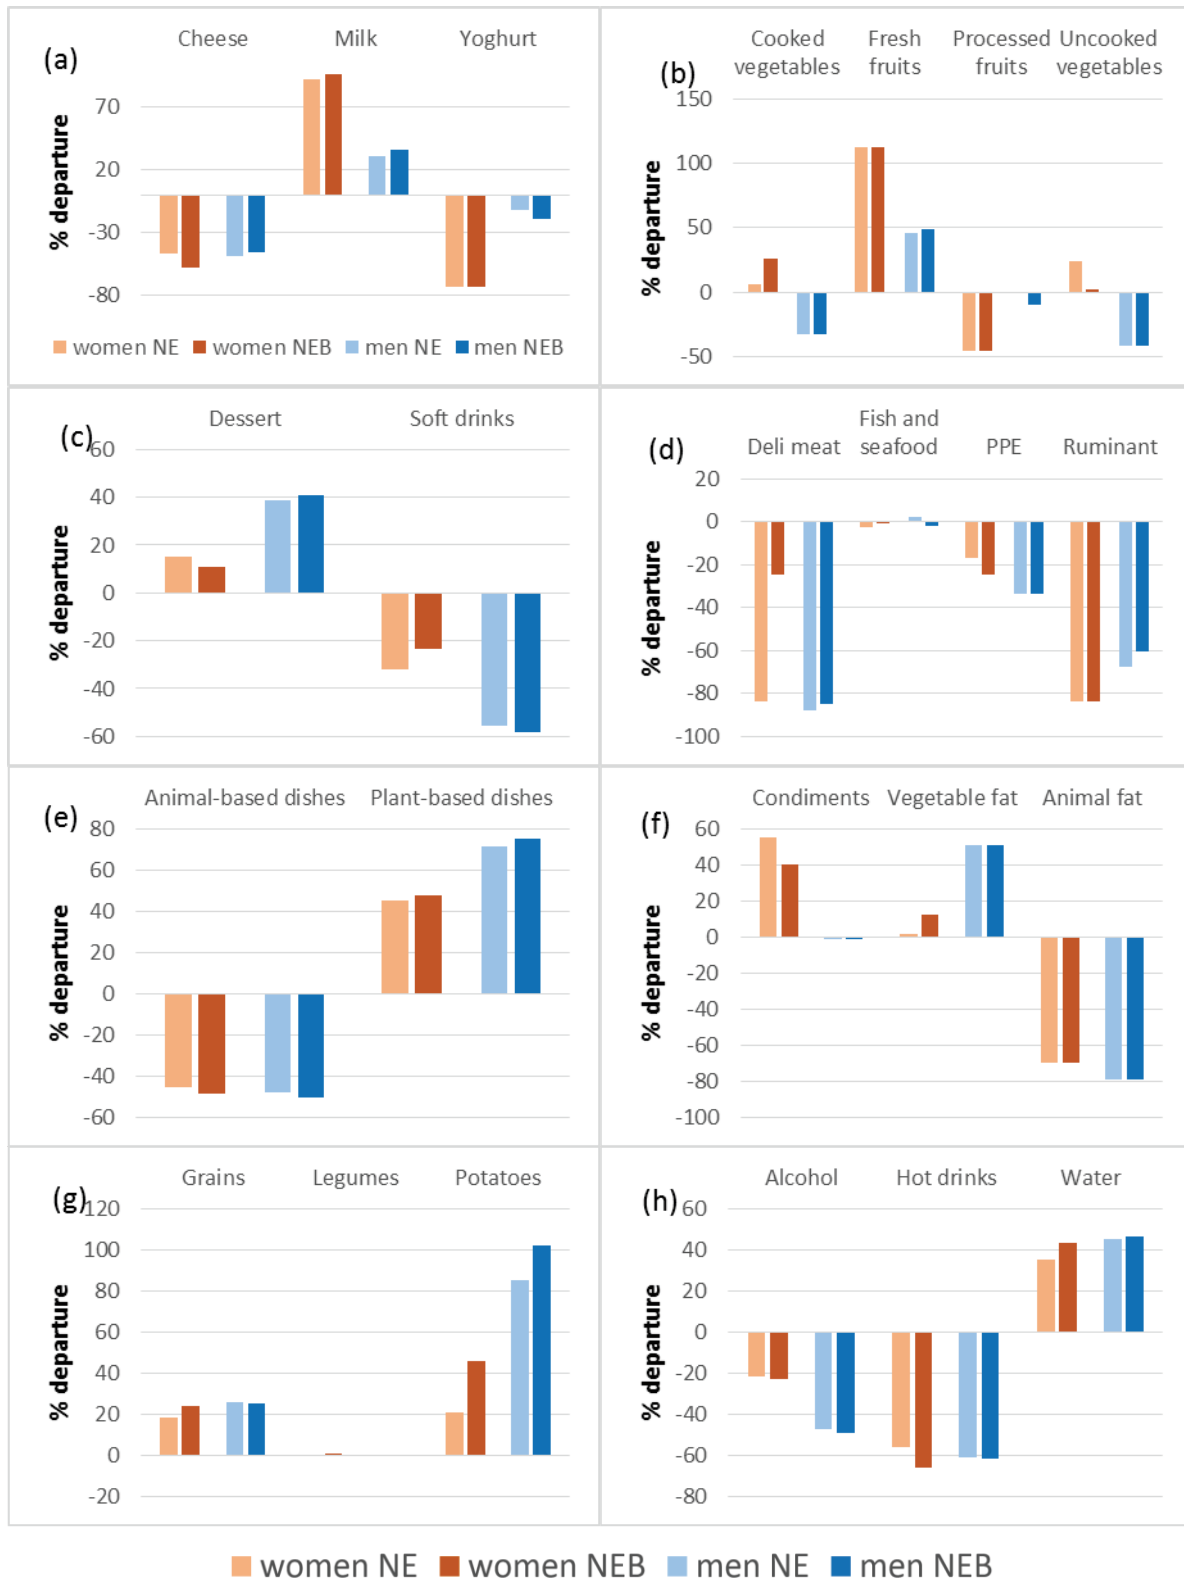 (a)
Cheese Milk Yoghurt
% departure
70
20
-30
-80
women NE women NEB men NE men NEB
(b)
Cooked vegetables Fresh fruits Processed fruits Uncooked vegetables
% departure
150
100
50
0
-50
(c)
Dessert Soft drinks
% departure
60
40
20
0
-20
-40
-60
(d)
Deli meat Fish and seafood PPE Ruminant
% departure
20
0
-20
-40
-60
-80
-100
(e)
Animal-based dishes Plant-based dishes
% departure
80
60
40
20
0
-20
-40
-60
(f)
Condiments Vegetable fat Animal fat
% departure
60
40
20
0
-20
-40
-60
-80
-100
(g)
Grains Legumes Potatoes
% departure
120
100
80
60
40
20
0
-20
(h)
Alcohol Hot drinks Water
% departure
60
40
20
0
-20
-40
-60
-80
women NE women NEB men NE men NEB